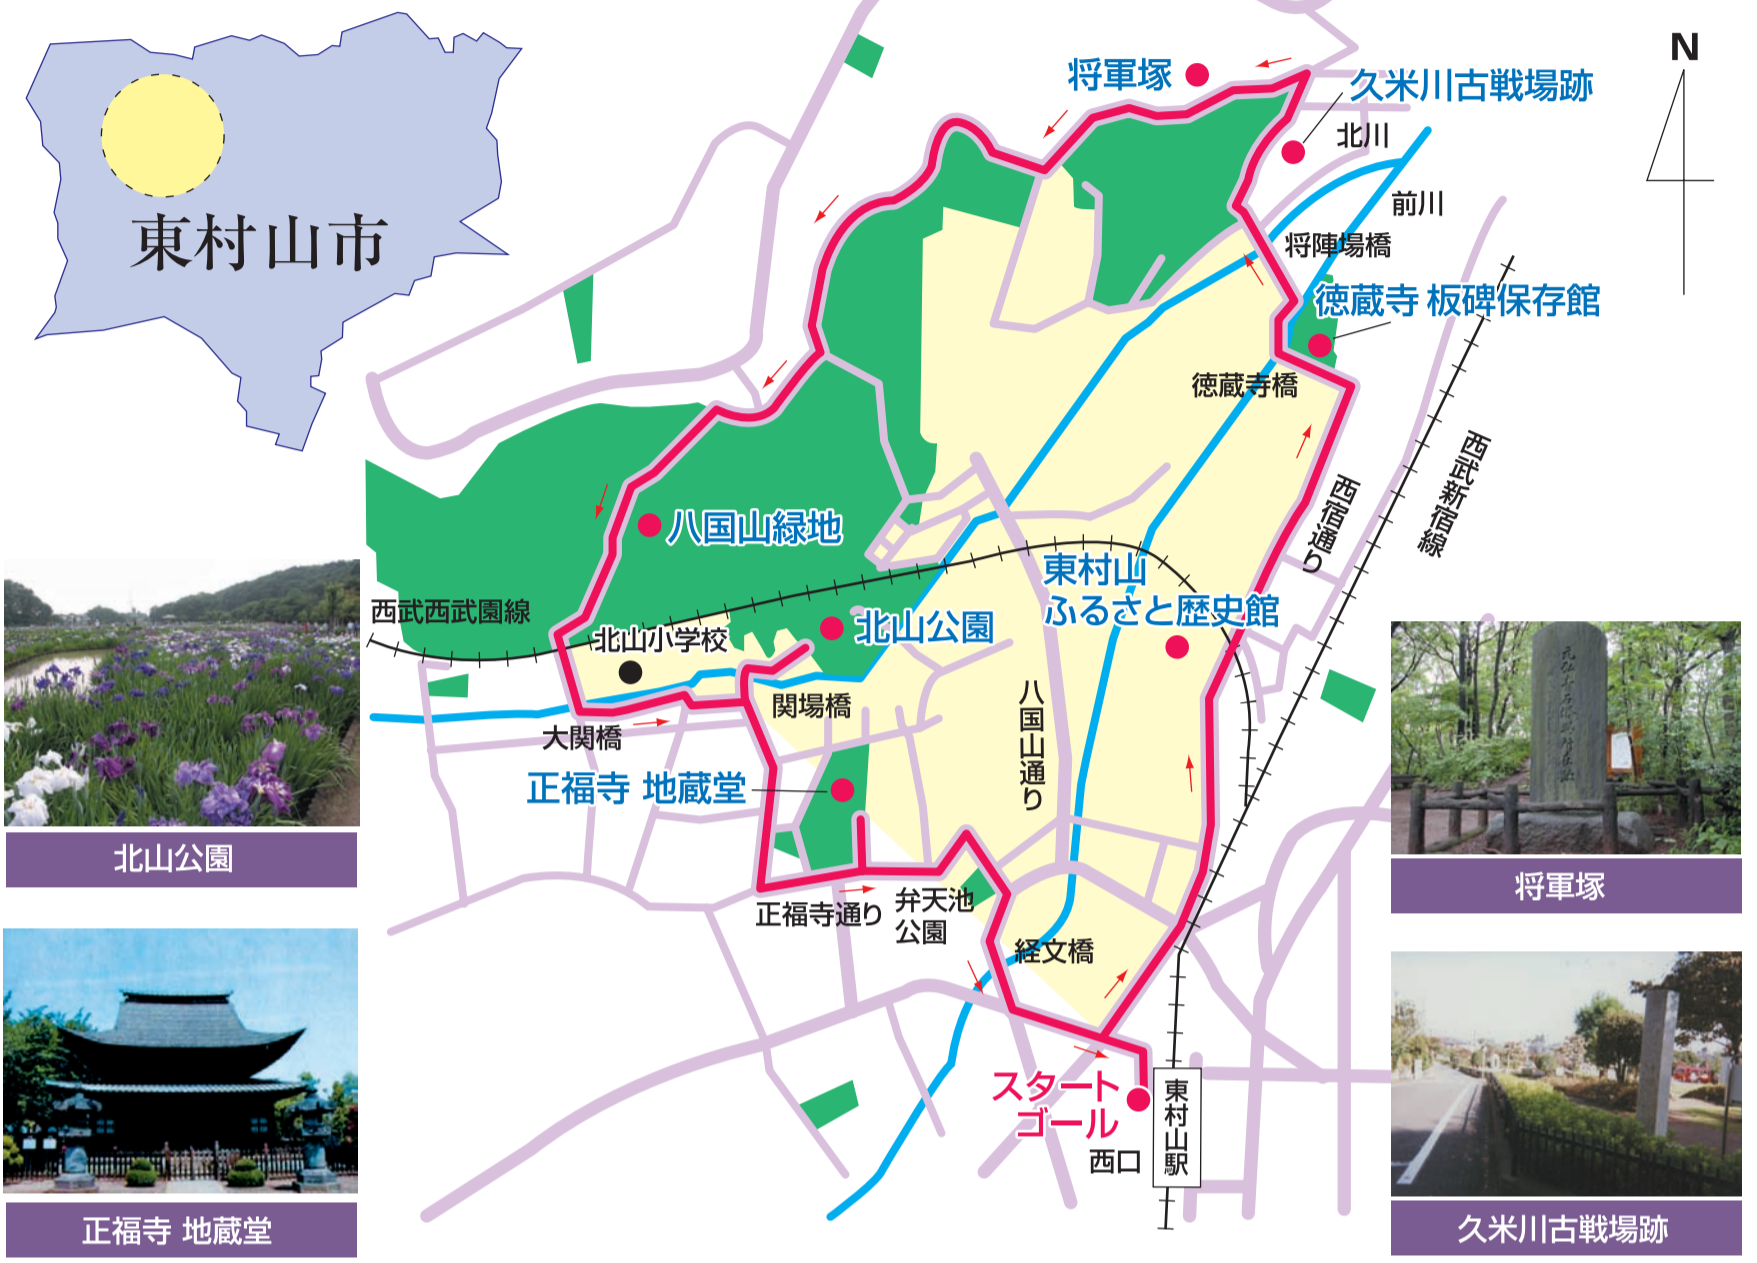 東村山市
N
将軍塚
久米川古戦場跡
北川
前川
将陣場橋
徳蔵寺 板碑保存館
徳蔵寺橋
西武新宿線
西宿通り
八国山緑地
東村山
ふるさと歴史館
西武西武園線
北山小学校
北山公園
関場橋
大関橋
八国山通り
正福寺 地蔵堂
正福寺通り
弁天池
公園
経文橋
スタート
ゴール
西口
東村山駅
北山公園
正福寺 地蔵堂
将軍塚
久米川古戦場跡